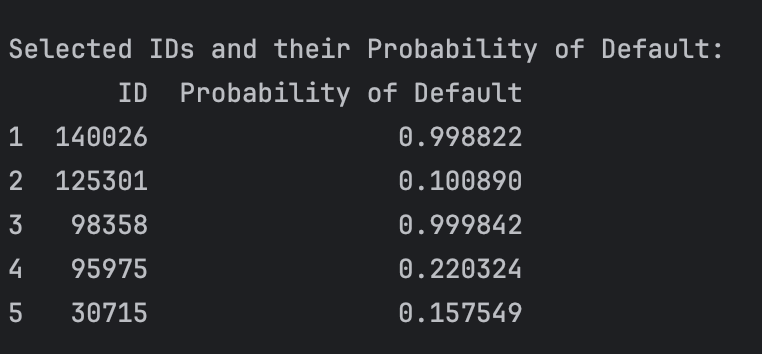 Selected IDs and their Probability of Default:
ID Probability of Default
1 140026 0.998822
2 125301 0.100890
3 98358 0.999842
4 95975 0.220324
5 30715 0.157549